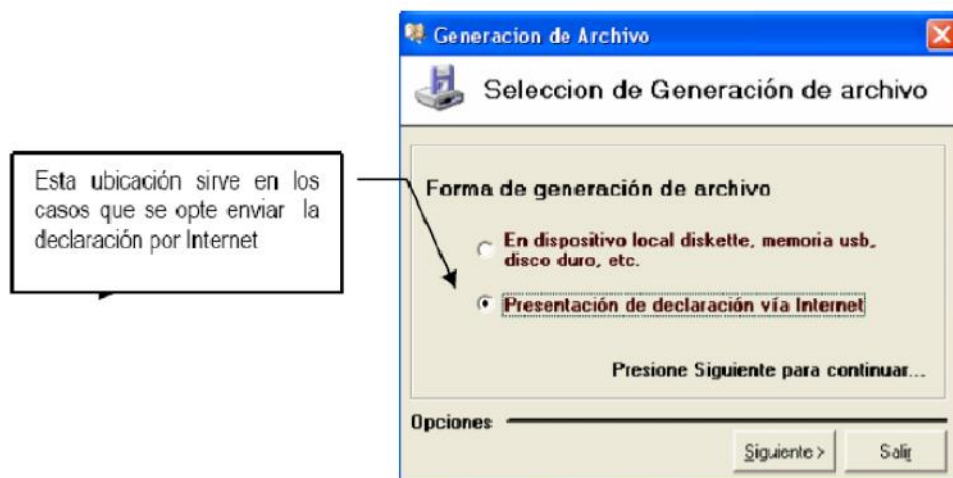 Generacion de Archivo
Seleccion de Generación de archivo
Esta ubicación sirve en los
casos que se opte enviar la
declaración por Internet
Forma de generación de archivo
En dispositivo local diskette, memoria usb,
disco duro, etc.
Presentación de declaración vía Internet
Presione Siguiente para continuar...
Opciones
Siguiente >
Salir